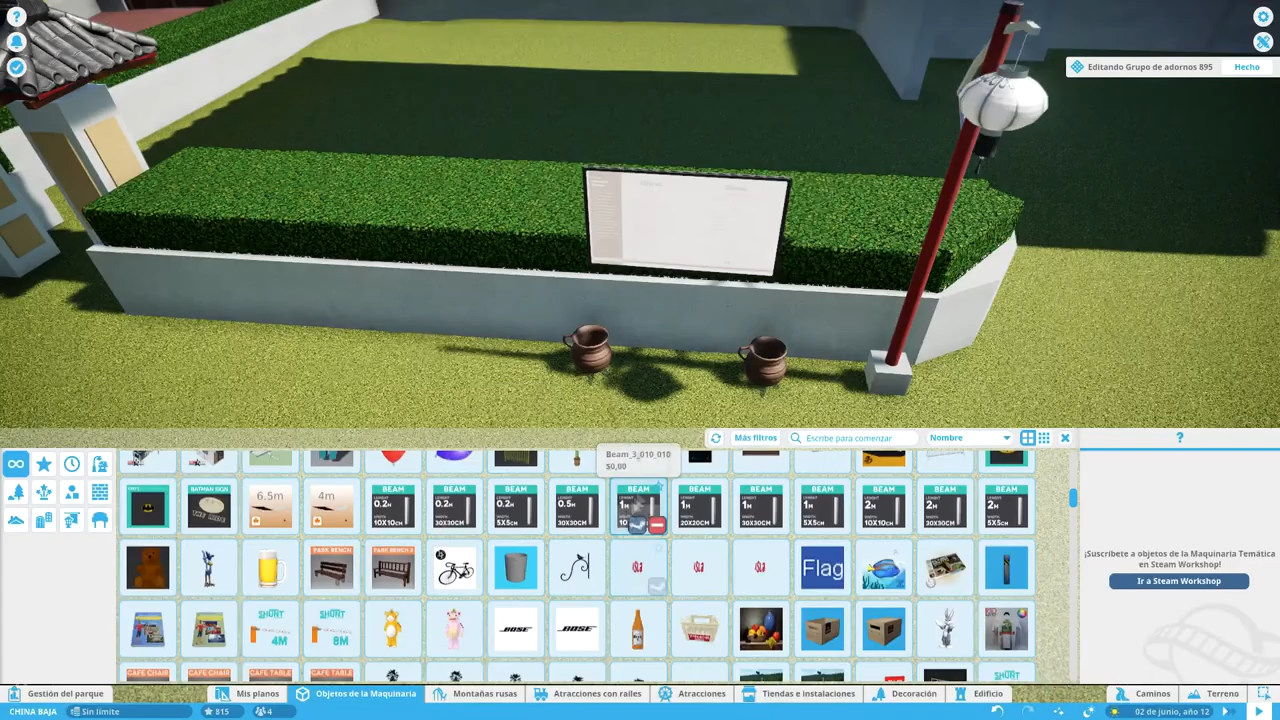 Editando Grupo de adornos 895
Hecho
Más filtros
Escribe para comenzar
Nombre
Beam_3_010_010
$0,00
BATMAN SIGN
6.5m
4m
BEAM
0.2M
10X10CM
BEAM
0.2M
30X30CM
BEAM
0.2M
5X5CM
BEAM
0.5M
30X30CM
BEAM
1M
BEAM
1M
20X20CM
BEAM
1M
30X30CM
BEAM
1M
5X5CM
BEAM
2M
10X10CM
BEAM
2M
30X30CM
BEAM
2M
5X5CM
PARK BENCH
PARK BENCH 2
Flag
SHUNT
4M
SHUNT
6M
BOSE
BOSE
CAFE CHAIR
CAFE CHAIR
CAFE TABLE
CAFE TABLE
SHUNT
¡Suscríbete a objetos de la Maquinaria Temática
en Steam Workshop!
Ir a Steam Workshop
Gestión del parque
Mis planos
Objetos de la Maquinaria
Montañas rusas
Atracciones con raíles
Atracciones
Tiendas e instalaciones
Decoración
Edificio
Caminos
Terreno
CHINA BAJA
Sin límite
815
4
02 de junio, año 12